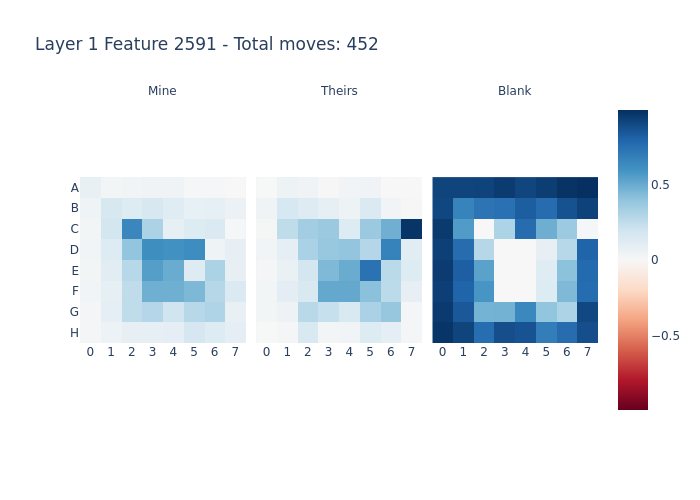 Layer 1 Feature 2591 - Total moves: 452
Mine
Theirs
Blank
A
B
C
D
E
F
G
H
0 1 2 3 4 5 6 7
0 1 2 3 4 5 6 7
0 1 2 3 4 5 6 7
0.5
0
−0.5